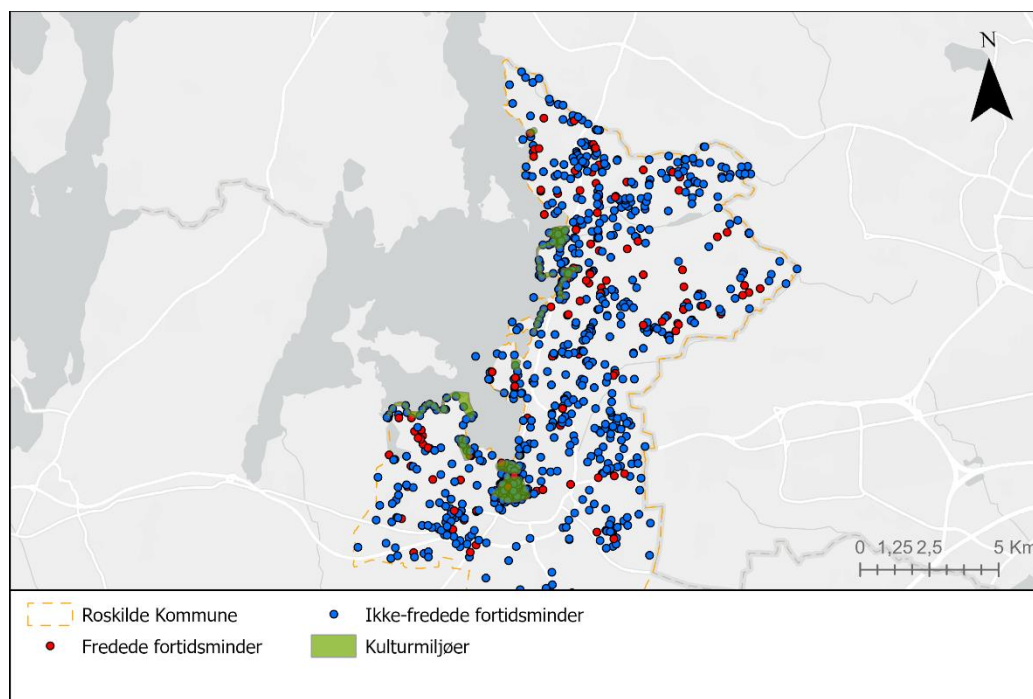 N
0 1,25 2,5 5 Km
Roskilde Kommune
Ikke-fredede fortidsminder
Fredede fortidsminder
Kulturmiljøer